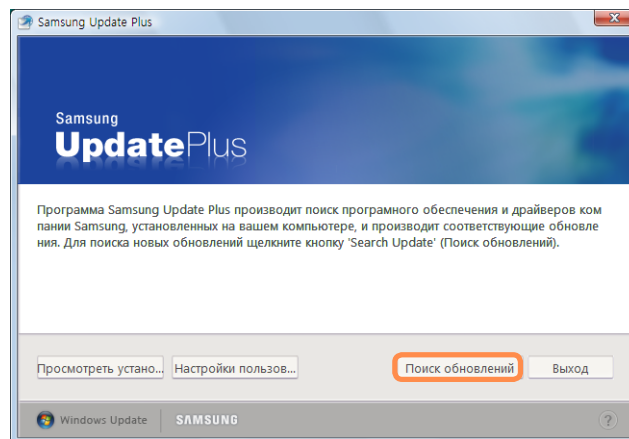 Samsung Update Plus
Samsung
UpdatePlus
Программа Samsung Update Plus производит поиск програмного обеспечения и драйверов ком
пании Samsung, установленных на вашем компьютере, и производит соответствующие обновле
ния. Для поиска новых обновлений щелкните кнопку 'Search Update' (Поиск обновлений).
Просмотреть устано... Настройки пользов... Поиск обновлений Выход
Windows Update SAMSUNG ?